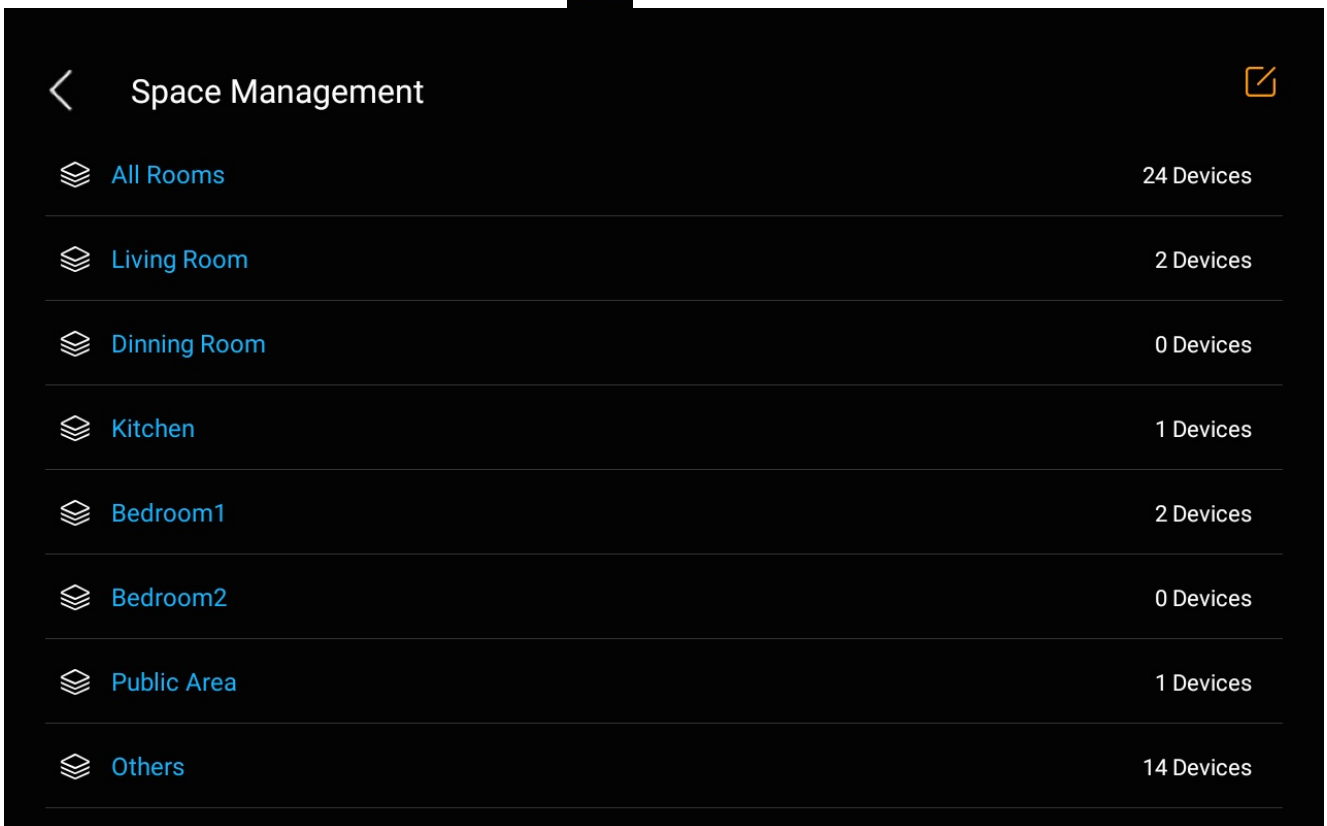 Space Management
All Rooms 24 Devices
Living Room 2 Devices
Dinning Room 0 Devices
Kitchen 1 Devices
Bedroom1 2 Devices
Bedroom2 0 Devices
Public Area 1 Devices
Others 14 Devices